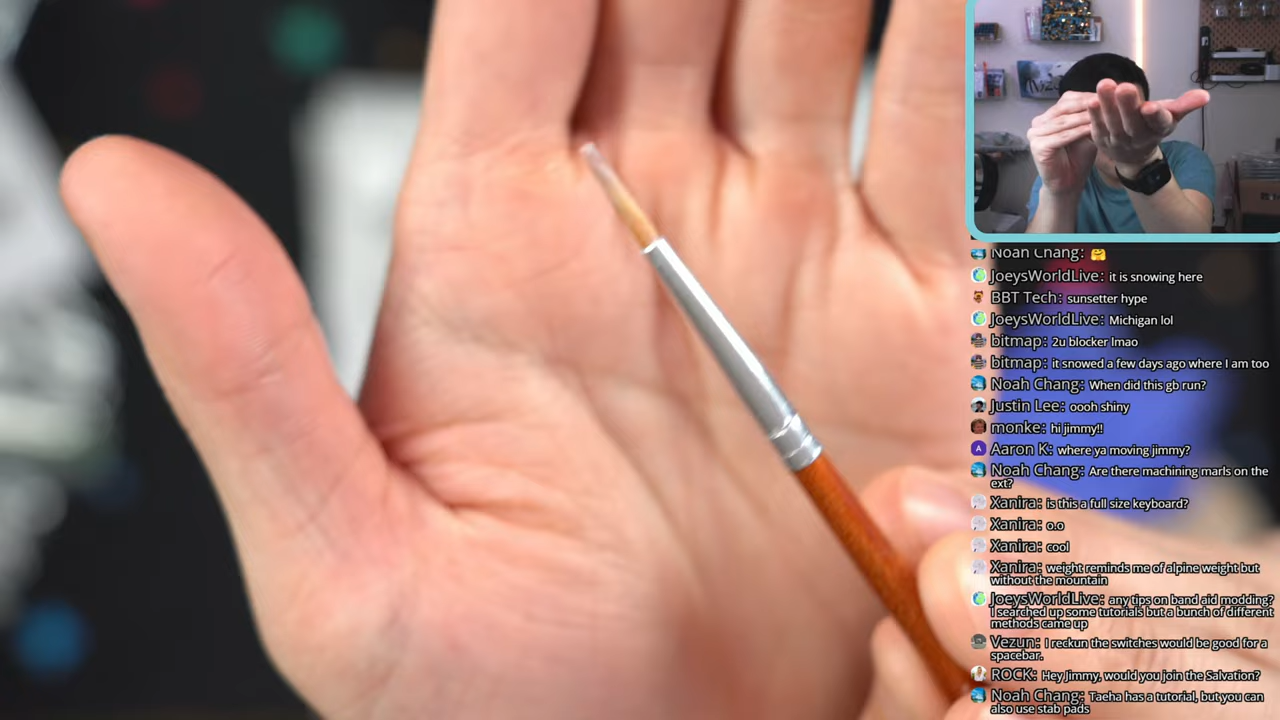 Noah Chang: 🤗
JoeysWorldLive: it is snowing here
BBT Tech: sunsetter hype
JoeysWorldLive: Michigan lol
bitmap: 2u blocker lmao
bitmap: it snowed a few days ago where I am too
Noah Chang: When did this gb run?
Justin Lee: oooh shiny
monke: hi jimmy!!
A Aaron K: where ya moving jimmy?
Noah Chang: Are there machining marls on the
ext?
Xanira: is this a full size keyboard?
Xanira: o.o
Xanira: cool
Xanira: weight reminds me of alpine weight but
without the mountain
JoeysWorldLive: any tips on band aid modding?
I searched up some tutorials but a bunch of different
methods came up
Vezun: I reckun the switches would be good for a
spacebar.
ROCK: Hey Jimmy, would you join the Salvation?
Noah Chang: Taeha has a tutorial, but you can
also use stab pads